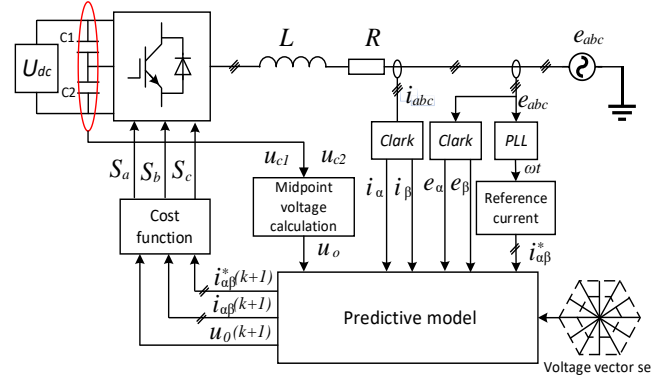 C1
U_dc
C2
L
R
e_abc
i_abc
e_abc
Clark
Clark
PLL
S_a
S_b
S_c
u_c1
u_c2
i_α
i_β
e_α
e_β
ωt
Midpoint
voltage
calculation
Reference
current
Cost
function
u_o
i*_αβ
i*_αβ(k+1)
i_αβ(k+1)
u_0(k+1)
Predictive model
Voltage vector se